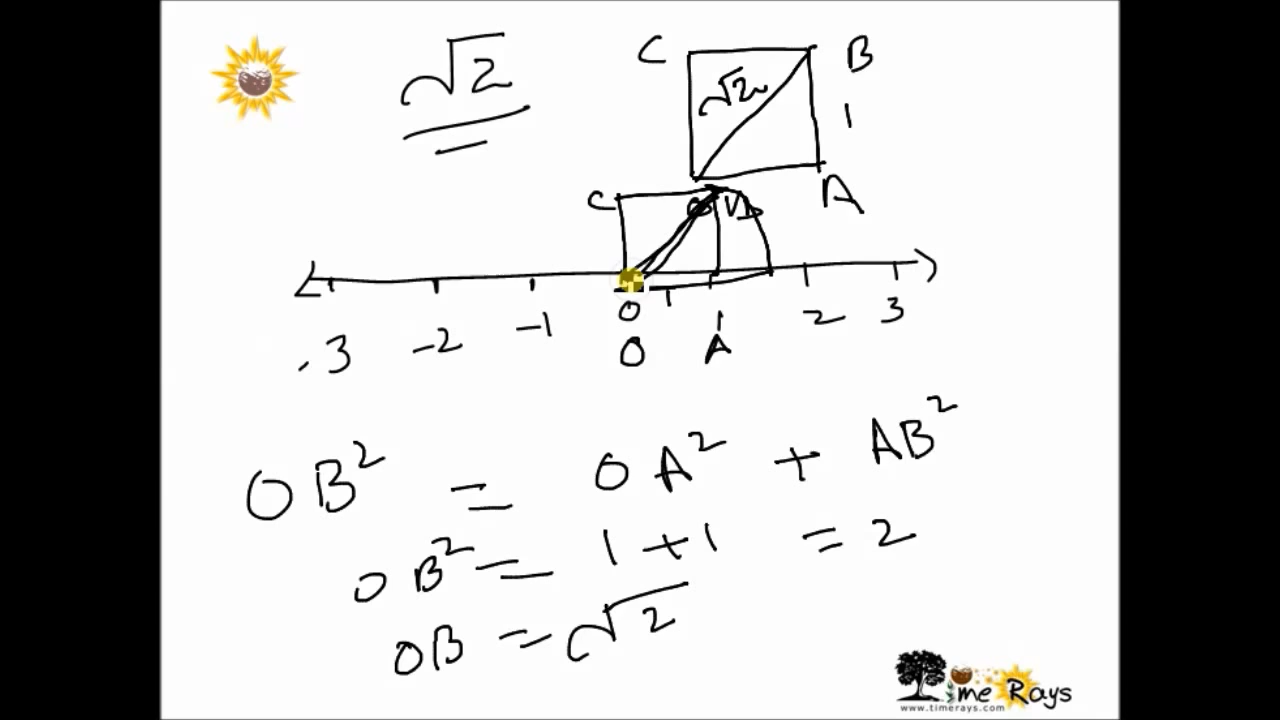 √2
C B
√2
1
A
C B √2
-3 -2 -1 0 1 2 3
O A
OB² = OA² + AB²
OB² = 1 + 1 = 2
OB = √2
Time Rays
www.timerays.com